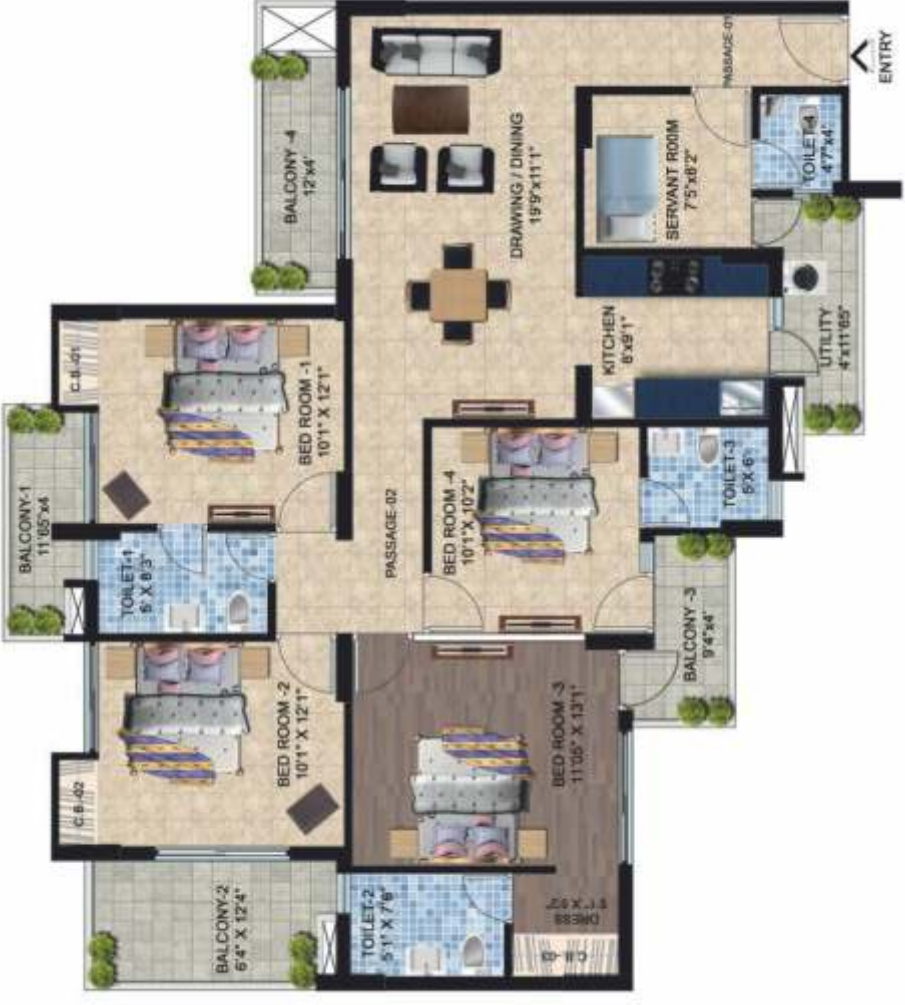 BALCONY -4
12'x4'
PASSAGE-01
ENTRY
DRAWING / DINING
19'9"x11'1"
SERVANT ROOM
7'5"x8'2"
TOILET-4
4'7"x4'
C.B.-01
BED ROOM -1
10'1" X 12'1"
KITCHEN
8'x9'1"
UTILITY
4'x11'65"
BALCONY-1
11'65"x4
TOILET-1
5' X 8'3"
PASSAGE-02
BED ROOM -4
10'1" X 10'2"
TOILET-3
5'X 6'
C.B.-02
BED ROOM -2
10'1" X 12'1"
BED ROOM -3
11'05" X 13'1"
BALCONY -3
9'4"x4'
BALCONY-2
6'4" X 12'4"
TOILET-2
5'1" X 7'6"
DRESS
C.B.-03